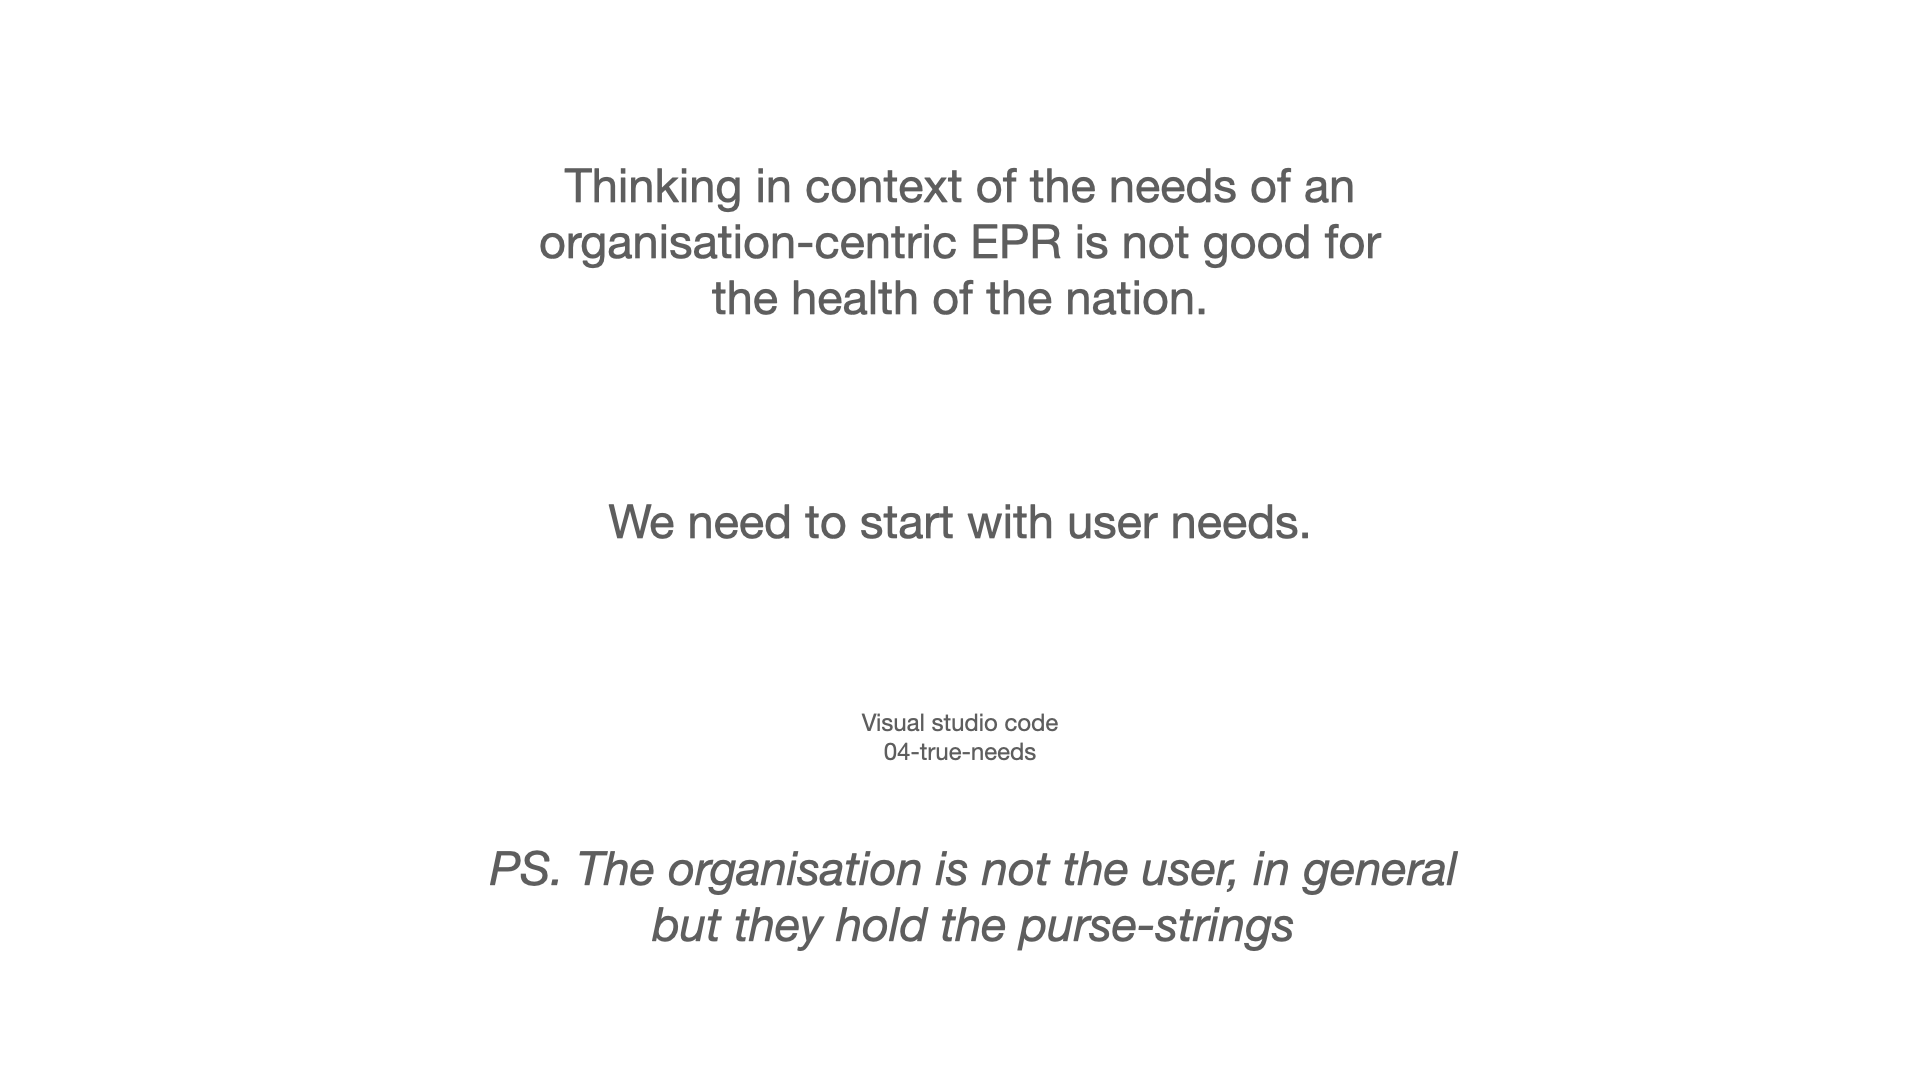 Thinking in context of the needs of an
organisation-centric EPR is not good for
the health of the nation.
We need to start with user needs.
Visual studio code
04-true-needs
PS. The organisation is not the user, in general
but they hold the purse-strings